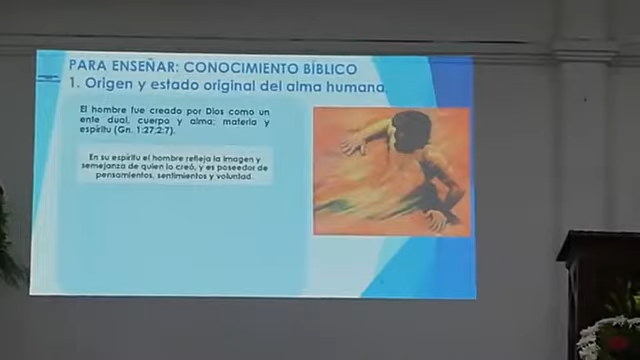 PARA ENSEÑAR: CONOCIMIENTO BÍBLICO
1. Origen y estado original del alma humana.
El hombre fue creado por Dios como un
ente dual, cuerpo y alma; materia y
espíritu (Gn. 1:27;2:7).
En su espíritu el hombre refleja la imagen y
semejanza de quien lo creó, y es poseedor de
pensamientos, sentimientos y voluntad.